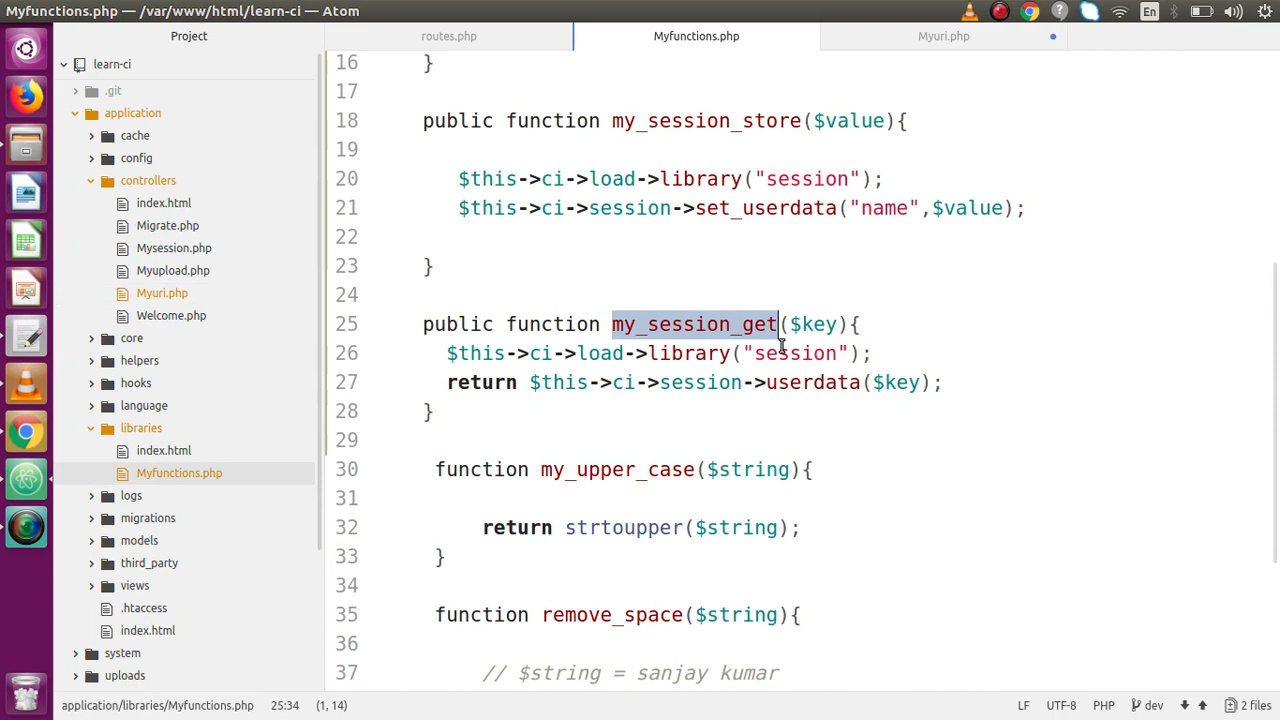 Myfunctions.php — /var/www/html/learn-ci — Atom
En
Project
routes.php
Myfunctions.php
Myuri.php
learn-ci
.git
application
cache
config
controllers
index.html
Migrate.php
Mysession.php
Myupload.php
Myuri.php
Welcome.php
core
helpers
hooks
language
libraries
index.html
Myfunctions.php
logs
migrations
models
third_party
views
.htaccess
index.html
system
uploads
16 }
17
18 public function my_session_store($value){
19
20 $this->ci->load->library("session");
21 $this->ci->session->set_userdata("name",$value);
22
23 }
24
25 public function my_session_get($key){
26 $this->ci->load->library("session");
27 return $this->ci->session->userdata($key);
28 }
29
30 function my_upper_case($string){
31
32 return strtoupper($string);
33 }
34
35 function remove_space($string){
36
37 // $string = sanjay kumar
application/libraries/Myfunctions.php 25:34 (1, 14) LF UTF-8 PHP dev 2 files